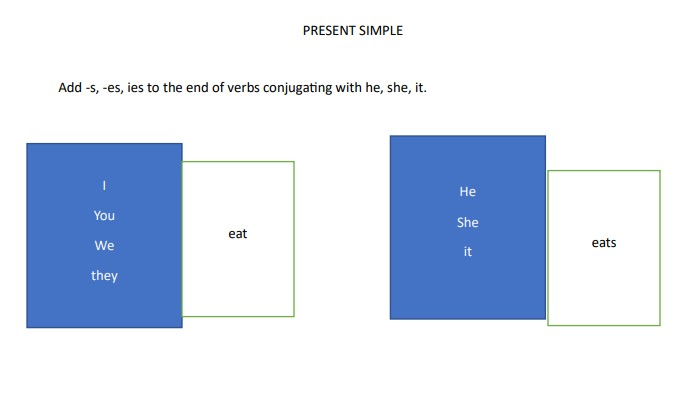 PRESENT SIMPLE
Add -s, -es, ies to the end of verbs conjugating with he, she, it.
I
You
We
they
eat
He
She
it
eats